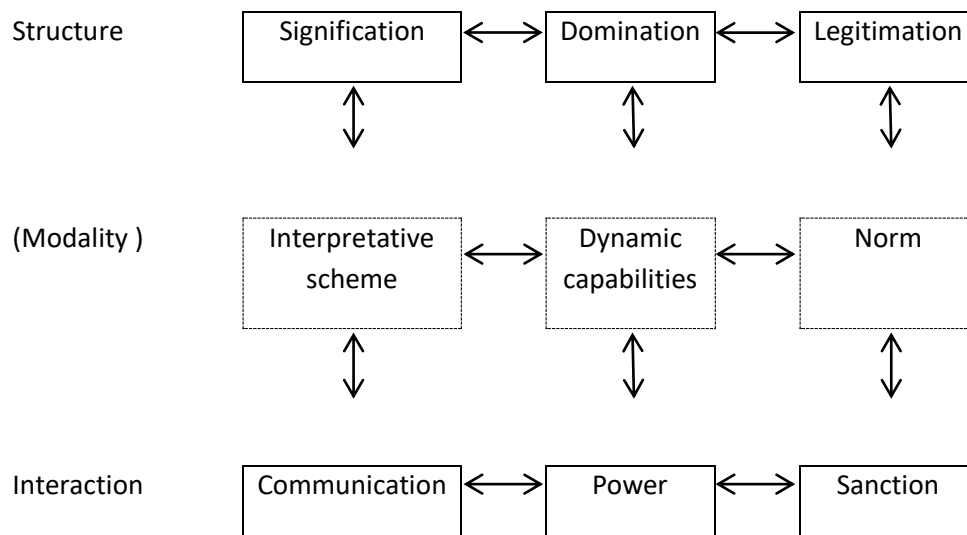 Structure Signification Domination Legitimation
(Modality ) Interpretative Dynamic Norm
scheme capabilities
Interaction Communication Power Sanction